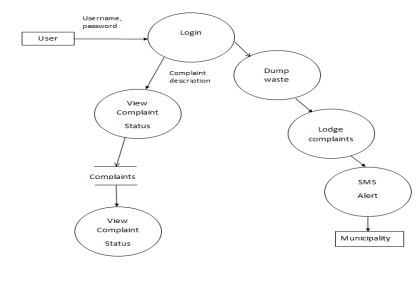 Username,
password
User
Login
Complaint
description
Dump
waste
View
Complaint
Status
Lodge
complaints
Complaints
SMS
Alert
View
Complaint
Status
Municipality